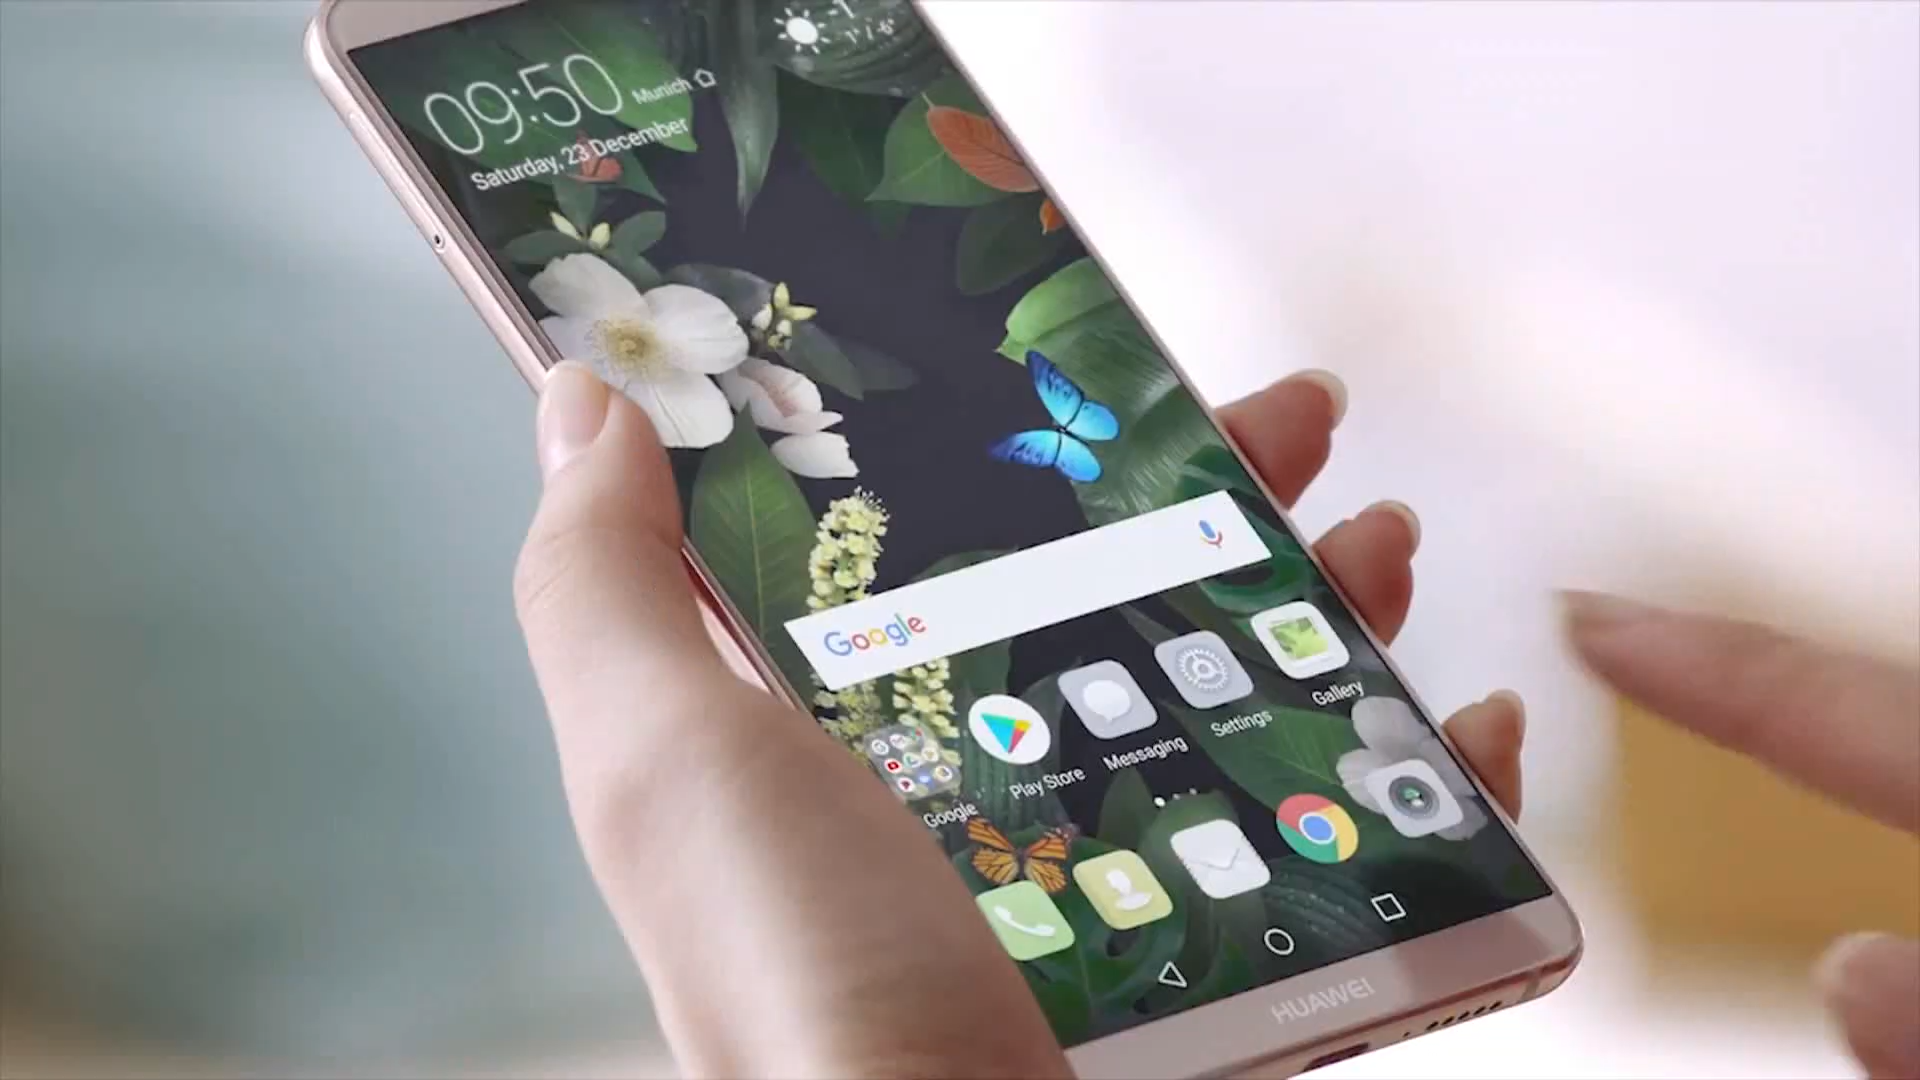 09:50 Munich
Saturday, 23 December
Google
Gallery
Settings
Messaging
Play Store
Google
HUAWEI